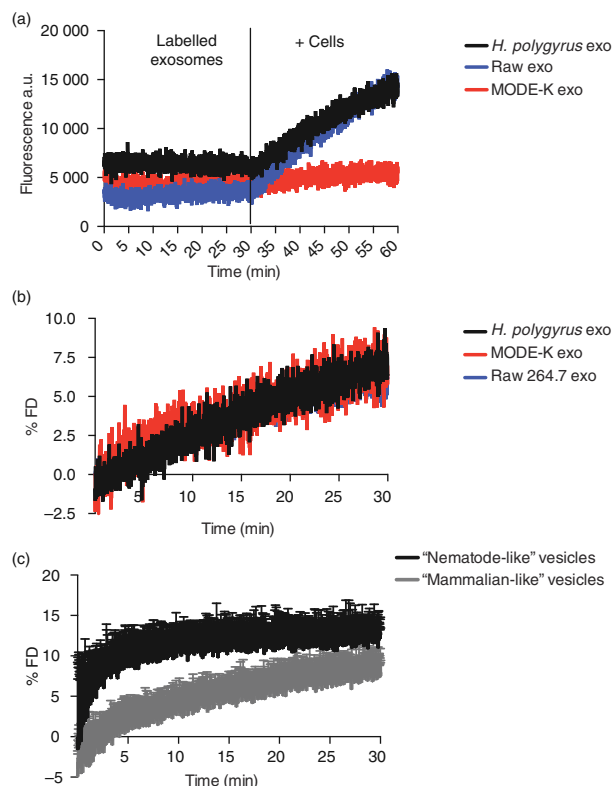 (a)
Labelled exosomes
+ Cells
H. polygyrus exo
Raw exo
MODE-K exo
Fluorescence a.u.
20 000
15 000
10 000
5 000
0
0 5 10 15 20 25 30 35 40 45 50 55 60
Time (min)
(b)
H. polygyrus exo
MODE-K exo
Raw 264.7 exo
% FD
10.0
7.5
5.0
2.5
0.0
–2.5
5 10 15 20 25 30
Time (min)
(c)
"Nematode-like" vesicles
"Mammalian-like" vesicles
% FD
20
15
10
5
0
–5
5 10 15 20 25 30
Time (min)